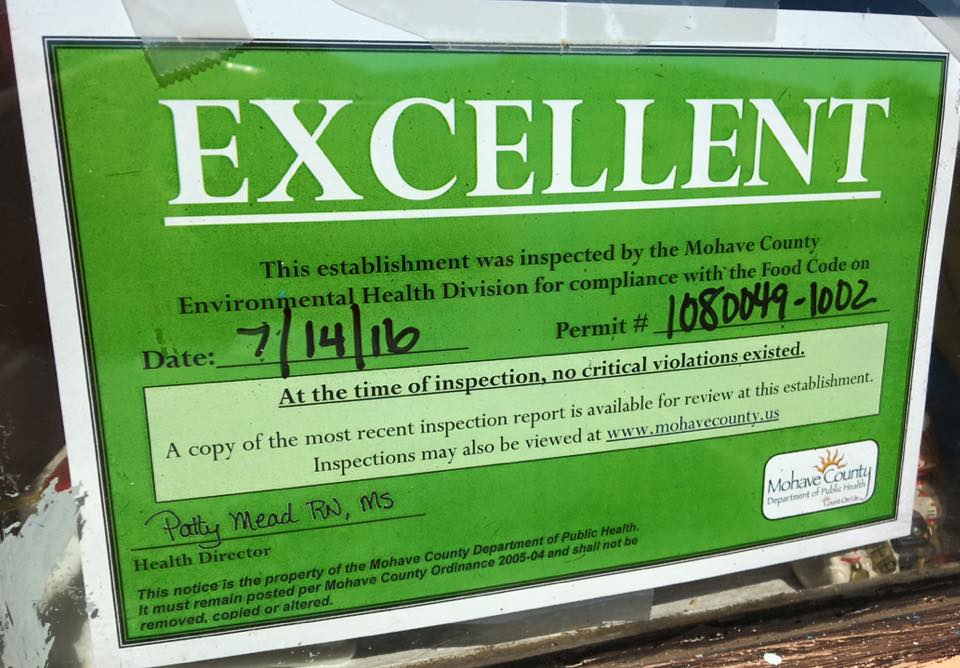 EXCELLENT
This establishment was inspected by the Mohave County
Environmental Health Division for compliance with the Food Code on
Date: 7/14/16 Permit # 1080049-1002
At the time of inspection, no critical violations existed.
A copy of the most recent inspection report is available for review at this establishment.
Inspections may also be viewed at www.mohavecounty.us
Patty Mead RN, MS
Health Director
Mohave County
Department of Public Health
Count On Us
This notice is the property of the Mohave County Department of Public Health.
It must remain posted per Mohave County Ordinance 2005-04 and shall not be
removed, copied or altered.